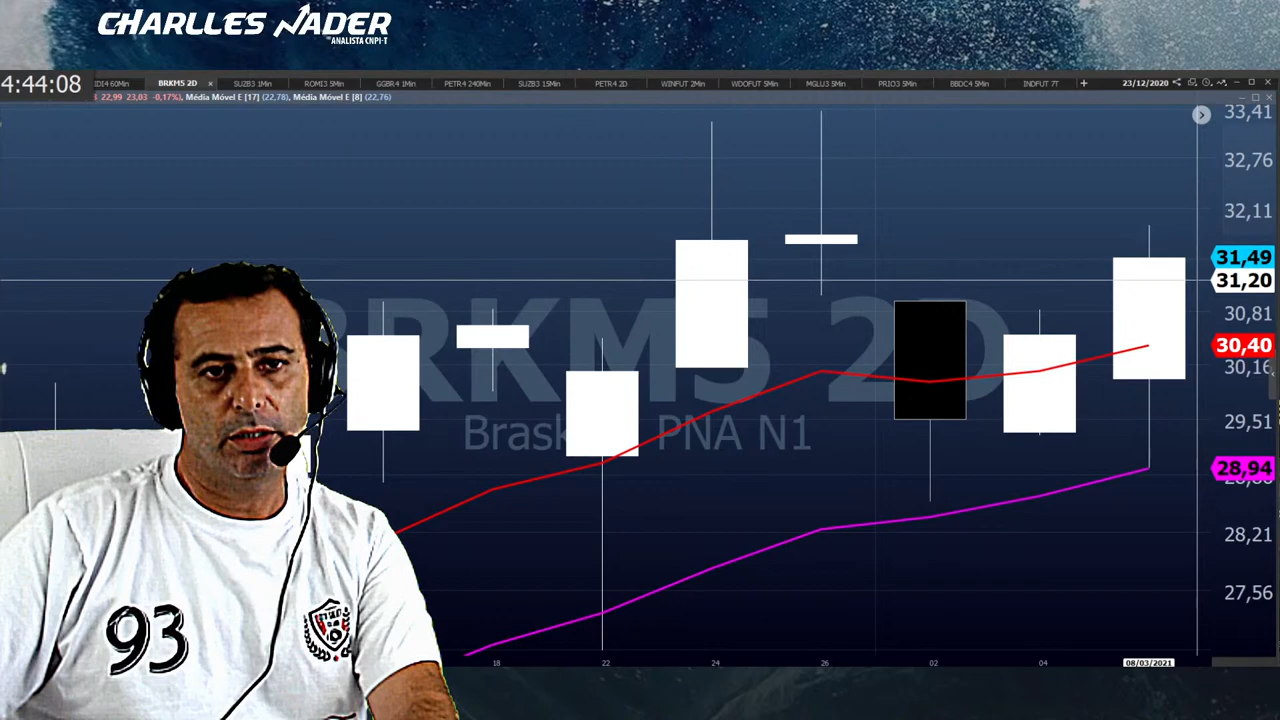 CHARLLES NADER
ANALISTA CNPI-T
4:44:08
DI4 60Min
BRKM5 2D
SUZB3 1Min
ROMI3 5Min
GGBR4 1Min
PETR4 240Min
SUZB3 15Min
PETR4 2D
WINFUT 2Min
WDOFUT 5Min
MGLU3 5Min
PRIO3 5Min
BBDC4 5Min
INDFUT 7T
23/12/2020
22,99 23,03 -0,17%), Média Móvel E [17] (22,78), Média Móvel E [8] (22,76)
33,41
32,76
32,11
31,49
31,20
30,81
30,40
30,16
29,51
28,94
28,21
27,56
BRKM5 2D
Brask PNA N1
93
18
22
24
26
02
04
08/03/2021